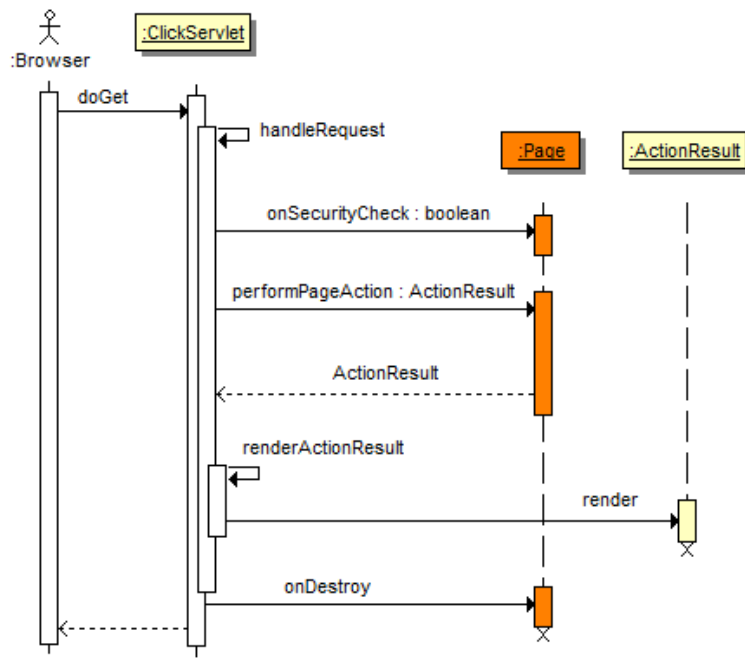 :ClickServlet
:Browser
doGet
handleRequest
:Page
:ActionResult
onSecurityCheck : boolean
performPageAction : ActionResult
ActionResult
renderActionResult
render
onDestroy